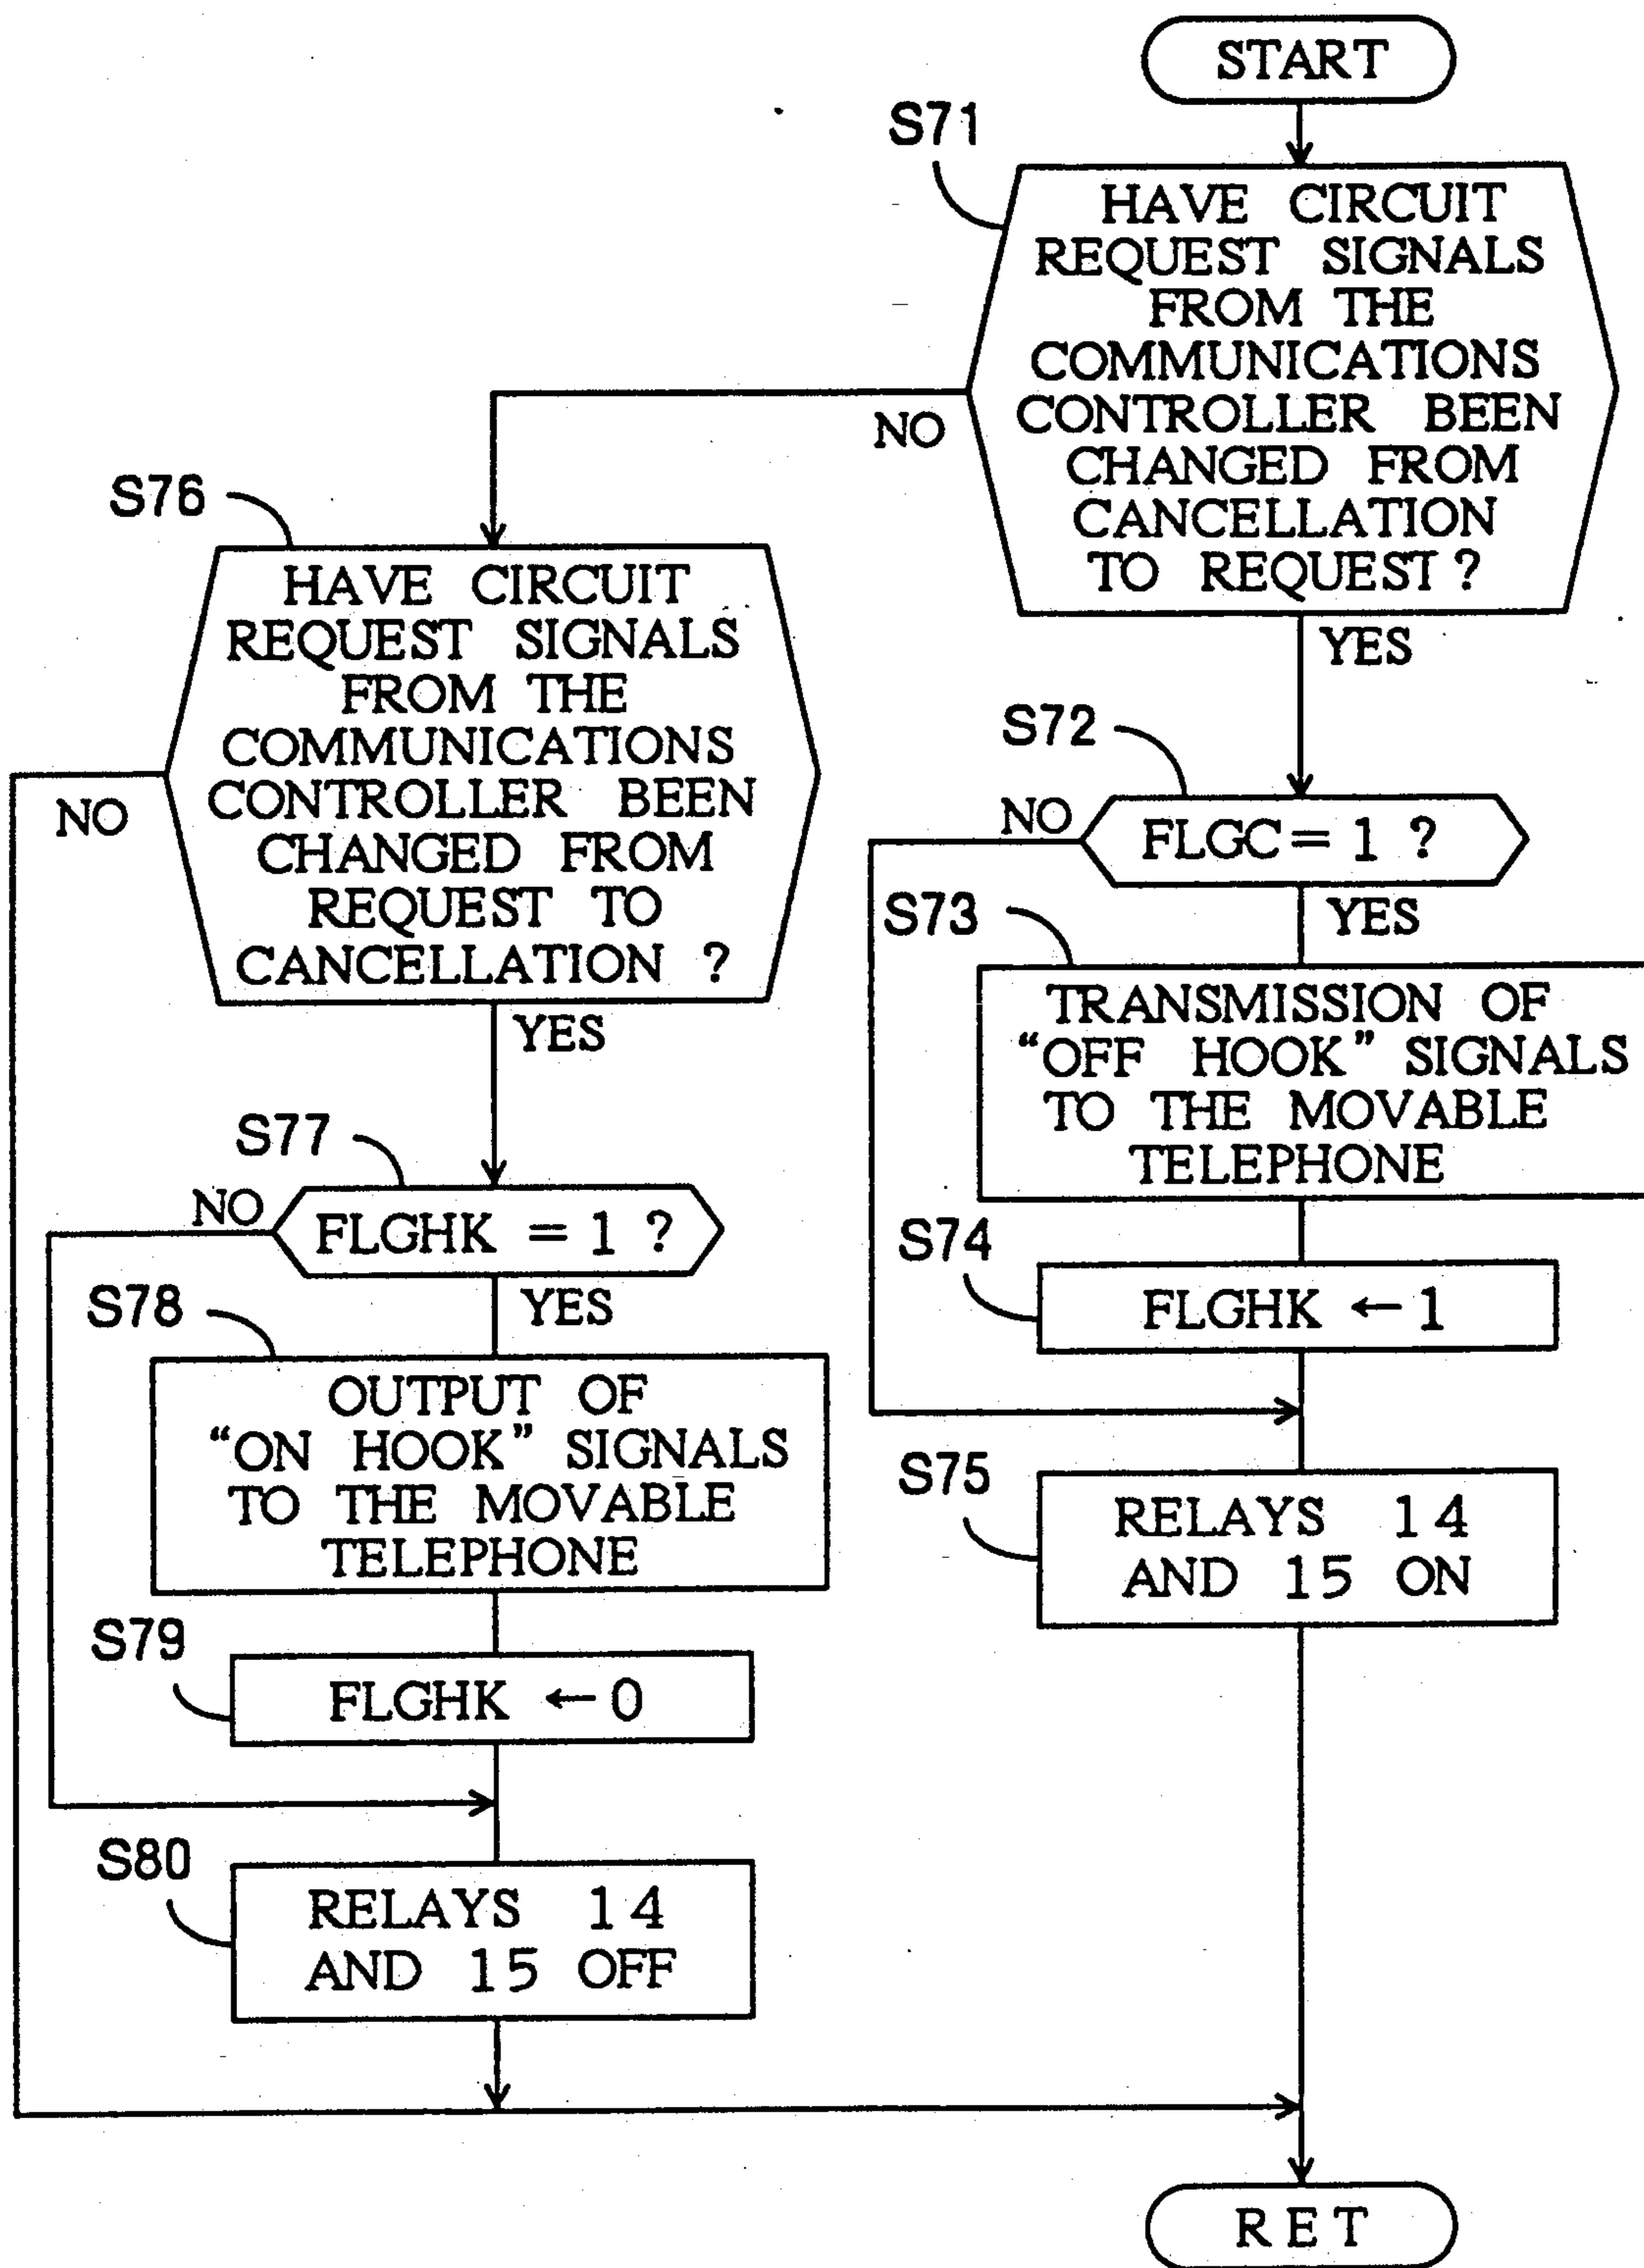 START
S71
HAVE CIRCUIT
REQUEST SIGNALS
FROM THE
COMMUNICATIONS
CONTROLLER BEEN
CHANGED FROM
CANCELLATION
TO REQUEST ?
NO
YES
S76
HAVE CIRCUIT
REQUEST SIGNALS
FROM THE
COMMUNICATIONS
CONTROLLER BEEN
CHANGED FROM
REQUEST TO
CANCELLATION ?
NO
YES
S72
NO
FLGC = 1 ?
YES
S73
TRANSMISSION OF
“OFF HOOK” SIGNALS
TO THE MOVABLE
TELEPHONE
S74
FLGHK ← 1
S75
RELAYS 14
AND 15 ON
S77
NO
FLGHK = 1 ?
YES
S78
OUTPUT OF
“ON HOOK” SIGNALS
TO THE MOVABLE
TELEPHONE
S79
FLGHK ← 0
S80
RELAYS 14
AND 15 OFF
RET